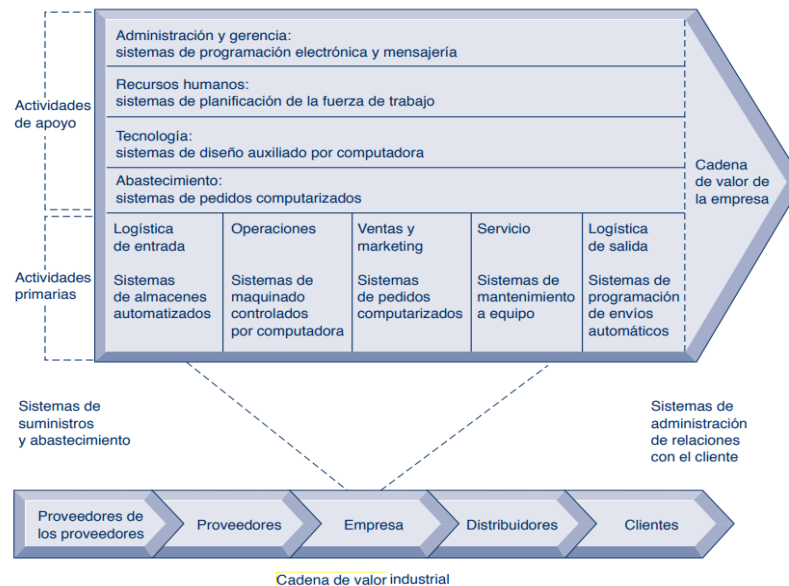 Administración y gerencia:
sistemas de programación electrónica y mensajería
Recursos humanos:
sistemas de planificación de la fuerza de trabajo
Actividades
de apoyo
Tecnología:
sistemas de diseño auxiliado por computadora
Abastecimiento:
sistemas de pedidos computarizados
Cadena
de valor de
la empresa
Actividades
primarias
Logística
de entrada
Sistemas
de almacenes
automatizados
Operaciones
Sistemas de
maquinado
controlados
por computadora
Ventas y
marketing
Sistemas
de pedidos
computarizados
Servicio
Sistemas de
mantenimiento
a equipo
Logística
de salida
Sistemas de
programación
de envíos
automáticos
Sistemas de
suministros
y abastecimiento
Sistemas de
administración
de relaciones
con el cliente
Proveedores de
los proveedores
Proveedores
Empresa
Distribuidores
Clientes
Cadena de valor industrial